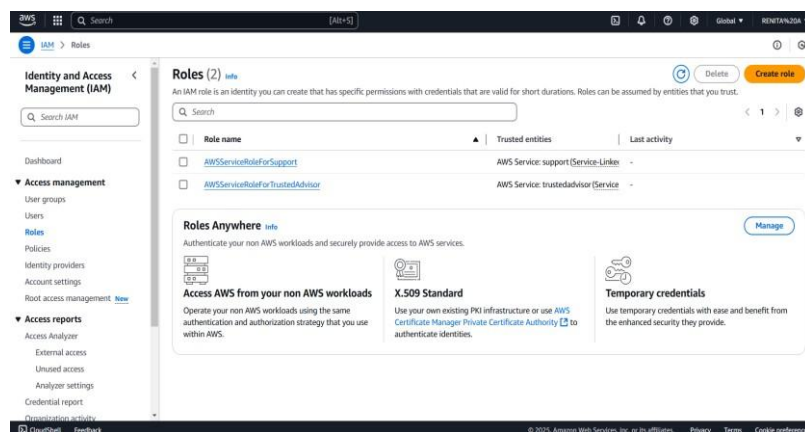 aws
Search
[Alt+S]
Global
RENITA%20A
IAM > Roles
Identity and Access Management (IAM)
Search IAM
Dashboard
Access management
User groups
Users
Roles
Policies
Identity providers
Account settings
Root access management New
Access reports
Access Analyzer
External access
Unused access
Analyzer settings
Credential report
Organization activity
Roles (2) Info
Delete
Create role
An IAM role is an identity you can create that has specific permissions with credentials that are valid for short durations. Roles can be assumed by entities that you trust.
Search
1
Role name
Trusted entities
Last activity
AWSServiceRoleForSupport
AWS Service: support (Service-Linke
-
AWSServiceRoleForTrustedAdvisor
AWS Service: trustedadvisor (Service
-
Roles Anywhere Info
Manage
Authenticate your non AWS workloads and securely provide access to AWS services.
Access AWS from your non AWS workloads
Operate your non AWS workloads using the same
authentication and authorization strategy that you use
within AWS.
X.509 Standard
Use your own existing PKI infrastructure or use AWS
Certificate Manager Private Certificate Authority to
authenticate identities.
Temporary credentials
Use temporary credentials with ease and benefit from
the enhanced security they provide.
CloudShell
Feedback
© 2025, Amazon Web Services, Inc. or its affiliates.
Privacy
Terms
Cookie preference